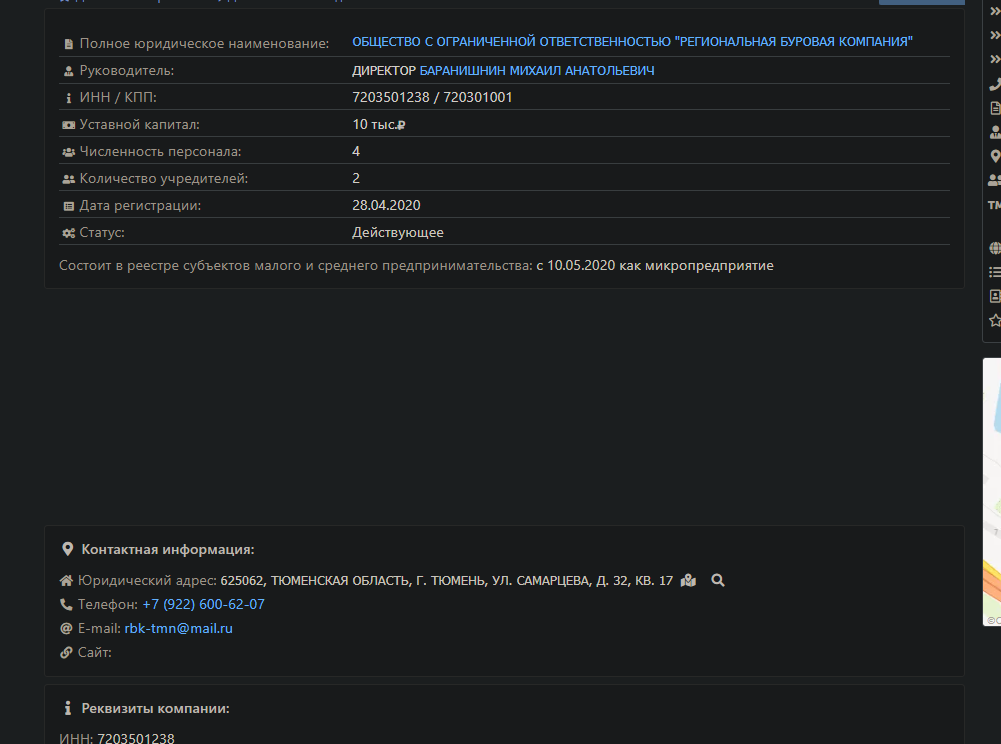 Полное юридическое наименование: ОБЩЕСТВО С ОГРАНИЧЕННОЙ ОТВЕТСТВЕННОСТЬЮ "РЕГИОНАЛЬНАЯ БУРОВАЯ КОМПАНИЯ"
Руководитель: ДИРЕКТОР БАРАНИШНИН МИХАИЛ АНАТОЛЬЕВИЧ
ИНН / КПП: 7203501238 / 720301001
Уставной капитал: 10 тыс.₽
Численность персонала: 4
Количество учредителей: 2
Дата регистрации: 28.04.2020
Статус: Действующее
Состоит в реестре субъектов малого и среднего предпринимательства: с 10.05.2020 как микропредприятие
Контактная информация:
Юридический адрес: 625062, ТЮМЕНСКАЯ ОБЛАСТЬ, Г. ТЮМЕНЬ, УЛ. САМАРЦЕВА, Д. 32, КВ. 17
Телефон: +7 (922) 600-62-07
E-mail: rbk-tmn@mail.ru
Сайт:
Реквизиты компании:
ИНН: 7203501238